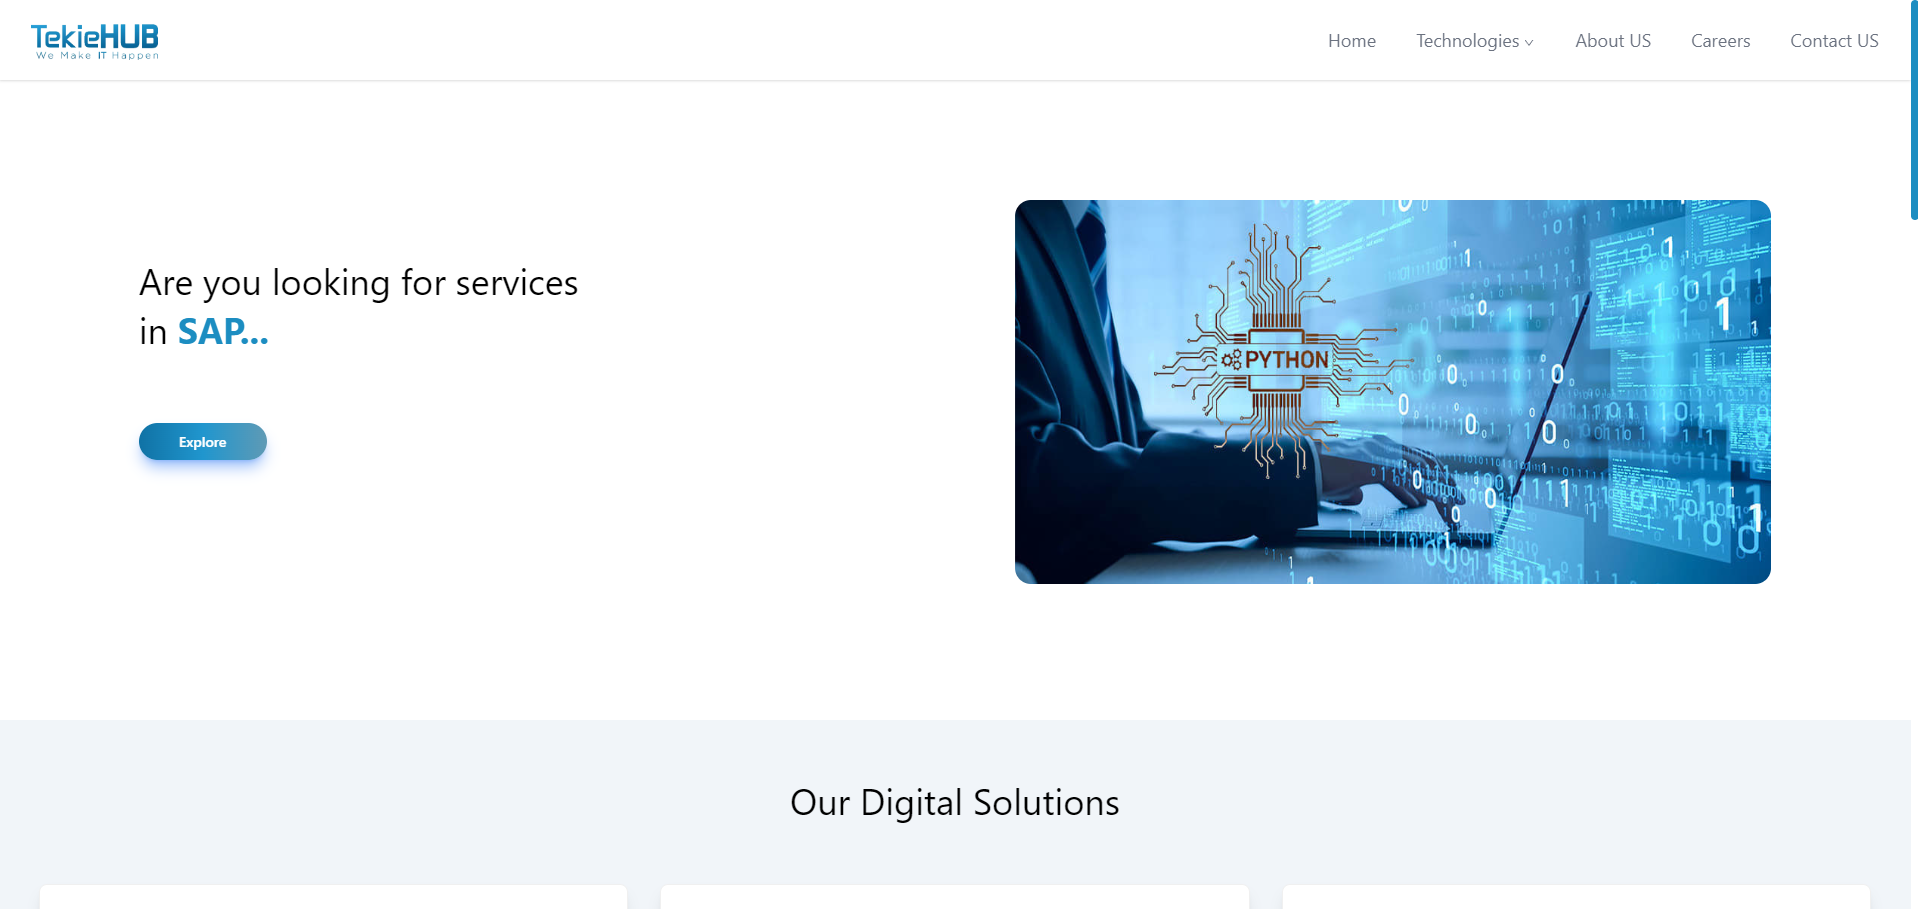 TekieHUB
We Make IT Happen
Home Technologies About US Careers Contact US
Are you looking for services
in SAP...
Explore
PYTHON
Our Digital Solutions